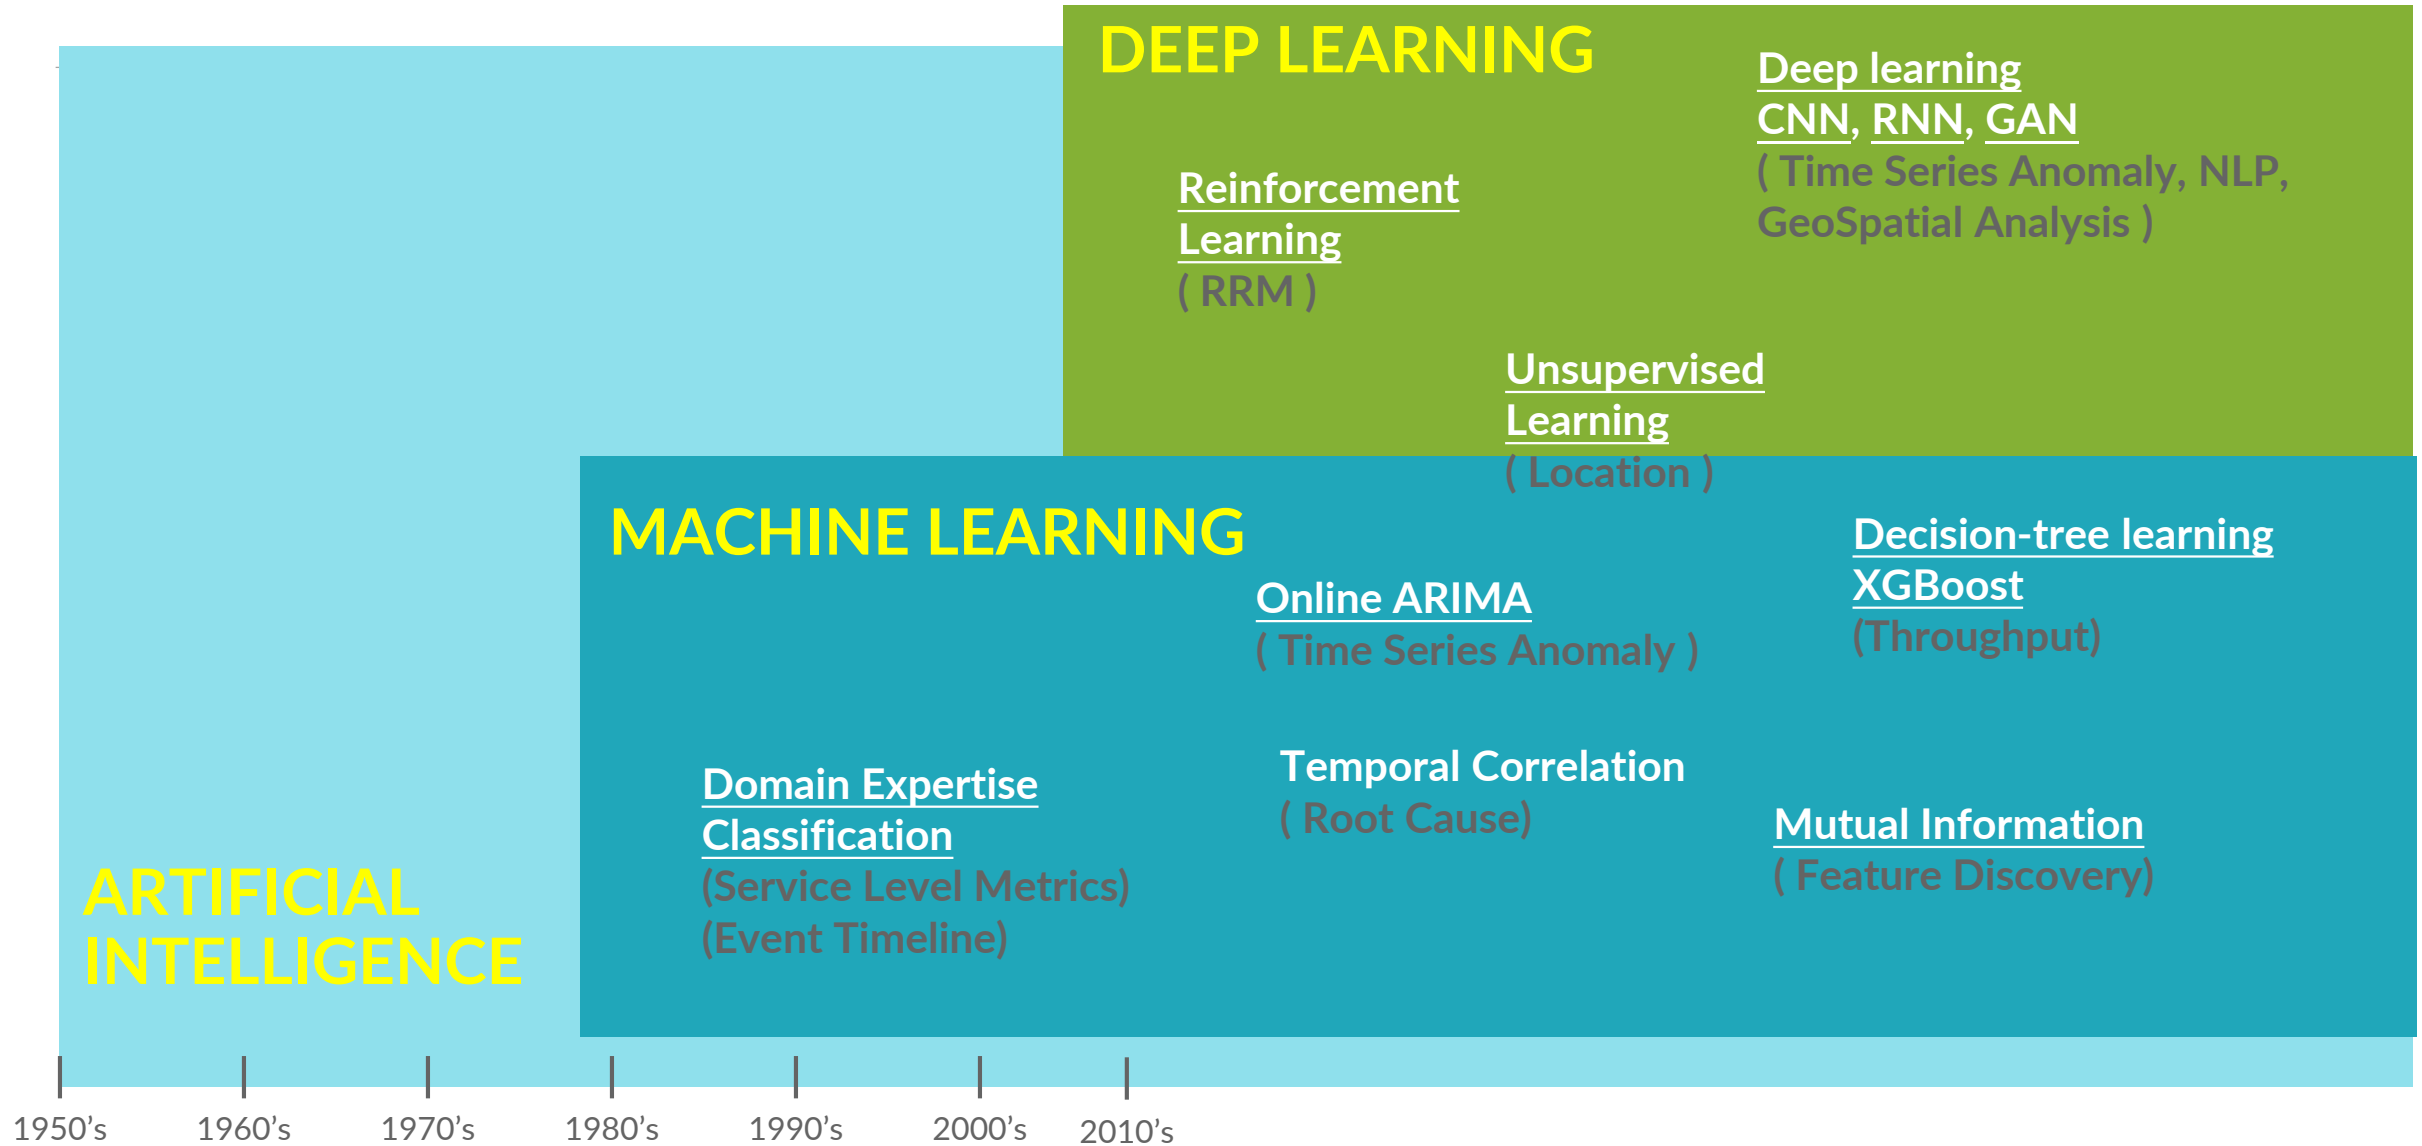 DEEP LEARNING
Deep learning
CNN, RNN, GAN
( Time Series Anomaly, NLP,
GeoSpatial Analysis )
Reinforcement
Learning
( RRM )
Unsupervised
Learning
( Location )
MACHINE LEARNING
Decision-tree learning
XGBoost
(Throughput)
Online ARIMA
( Time Series Anomaly )
Temporal Correlation
( Root Cause)
Domain Expertise
Classification
(Service Level Metrics)
(Event Timeline)
Mutual Information
( Feature Discovery)
ARTIFICIAL
INTELLIGENCE
1950’s 1960’s 1970’s 1980’s 1990’s 2000’s 2010’s